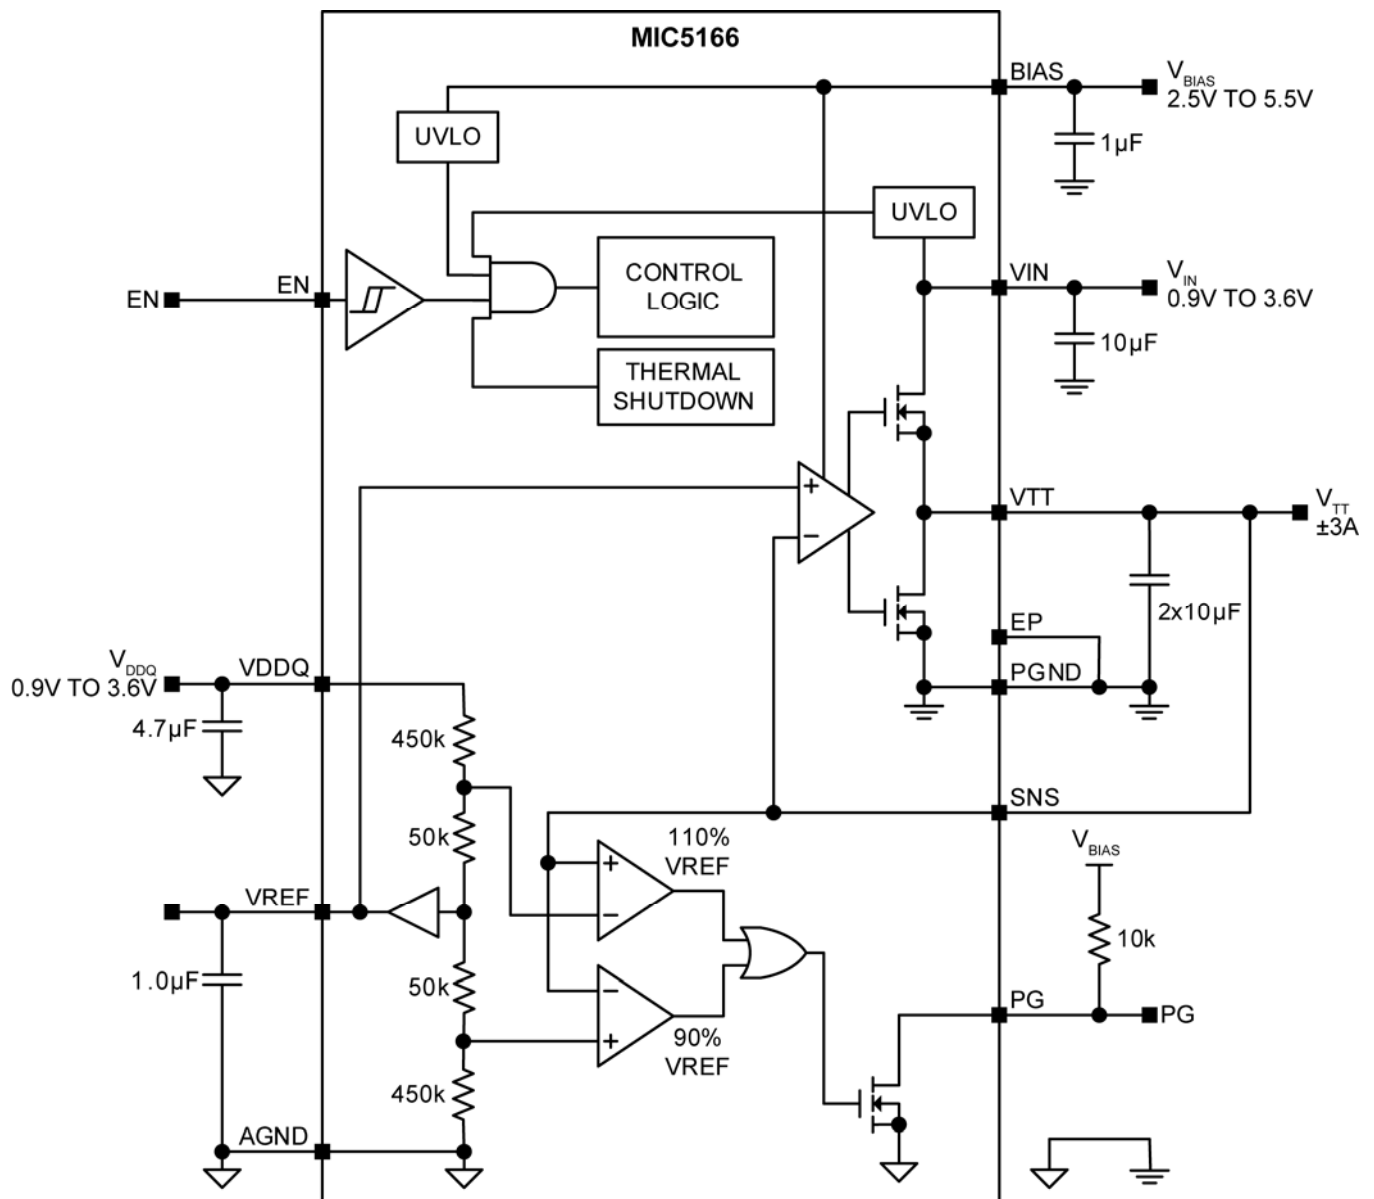 MIC5166
BIAS
VBIAS
2.5V TO 5.5V
UVLO
1µF
UVLO
EN
EN
CONTROL
LOGIC
VIN
VIN
0.9V TO 3.6V
10µF
THERMAL
SHUTDOWN
+
−
VTT
VTT
±3A
2x10µF
EP
PGND
VDDQ
0.9V TO 3.6V
VDDQ
4.7µF
450k
50k
SNS
110%
VREF
+
−
VBIAS
10k
VREF
1.0µF
50k
−
+
90%
VREF
PG
PG
450k
AGND